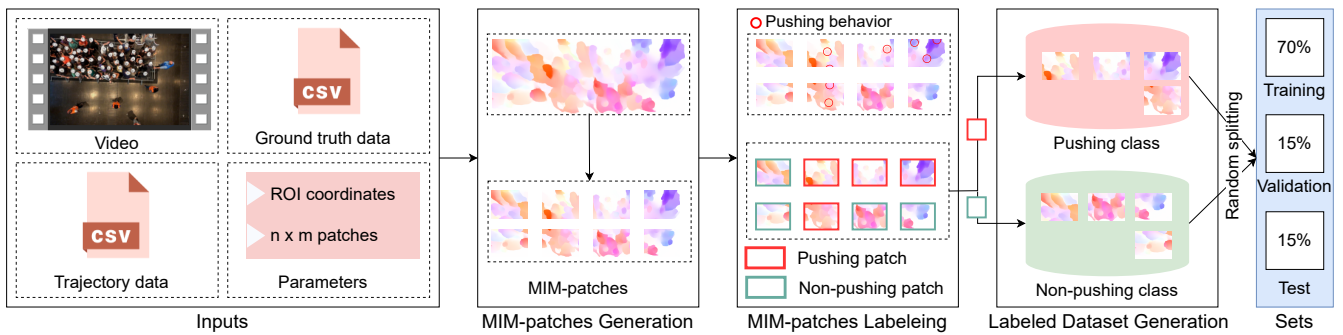 Video
CSV
Ground truth data
CSV
Trajectory data
ROI coordinates
n x m patches
Parameters
Inputs
MIM-patches
MIM-patches Generation
Pushing behavior
Pushing patch
Non-pushing patch
MIM-patches Labeleing
Pushing class
Non-pushing class
Labeled Dataset Generation
Random splitting
70%
Training
15%
Validation
15%
Test
Sets